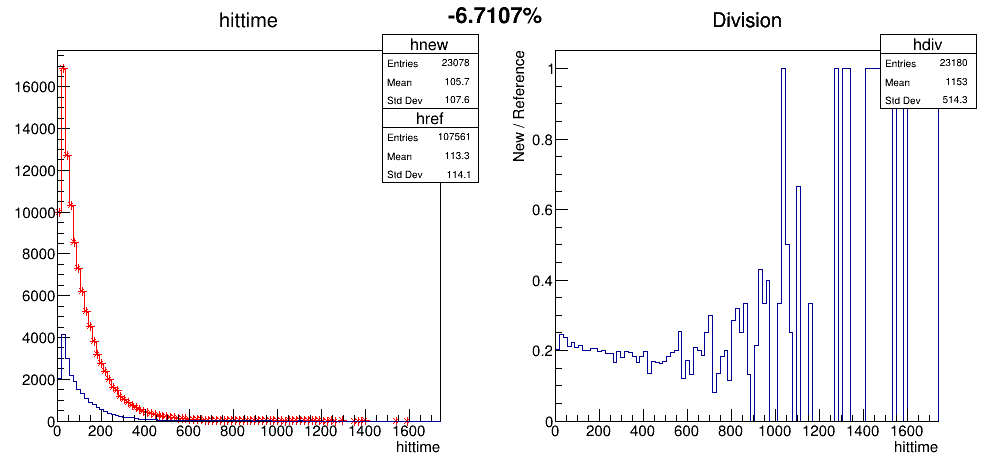 -6.7107%
hittime
hnew
Entries 23078
Mean 105.7
Std Dev 107.6
href
Entries 107561
Mean 113.3
Std Dev 114.1
16000
14000
12000
10000
8000
6000
4000
2000
0
0 200 400 600 800 1000 1200 1400 1600
hittime
Division
hdiv
Entries 23180
Mean 1153
Std Dev 514.3
New / Reference
1
0.8
0.6
0.4
0.2
0
0 200 400 600 800 1000 1200 1400 1600
hittime